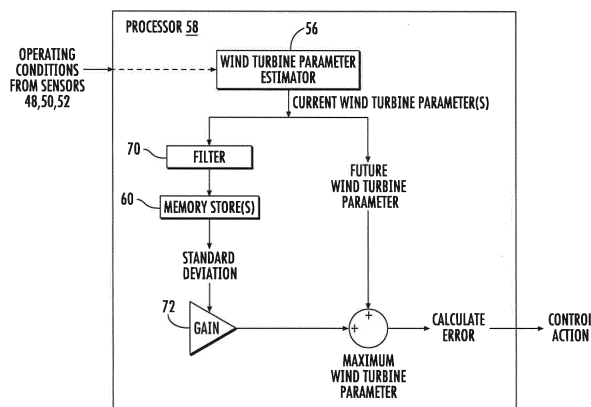 PROCESSOR 58
56
OPERATING
CONDITIONS
FROM SENSORS
48,50,52
WIND TURBINE PARAMETER
ESTIMATOR
CURRENT WIND TURBINE PARAMETER(S)
70
FILTER
FUTURE
WIND TURBINE
PARAMETER
60
MEMORY STORE(S)
STANDARD
DEVIATION
72
GAIN
+
+
CALCULATE
ERROR
CONTROL
ACTION
MAXIMUM
WIND TURBINE
PARAMETER